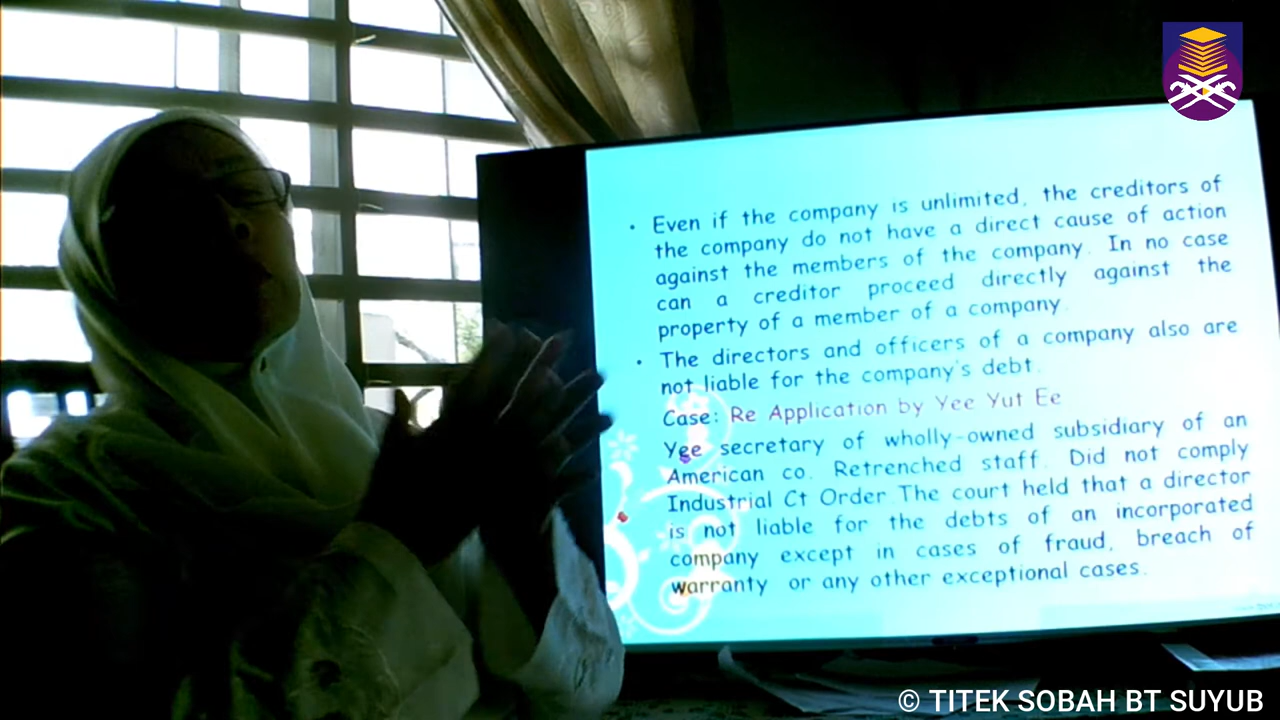 • Even if the company is unlimited, the creditors of
the company do not have a direct cause of action
against the members of the company. In no case
can a creditor proceed directly against the
property of a member of a company.
• The directors and officers of a company also are
not liable for the company's debt.
Case: Re Application by Yee Yut Ee
Yee secretary of wholly-owned subsidiary of an
American co. Retrenched staff. Did not comply
Industrial Ct Order. The court held that a director
is not liable for the debts of an incorporated
company except in cases of fraud, breach of
warranty or any other exceptional cases.
© TITEK SOBAH BT SUYUB